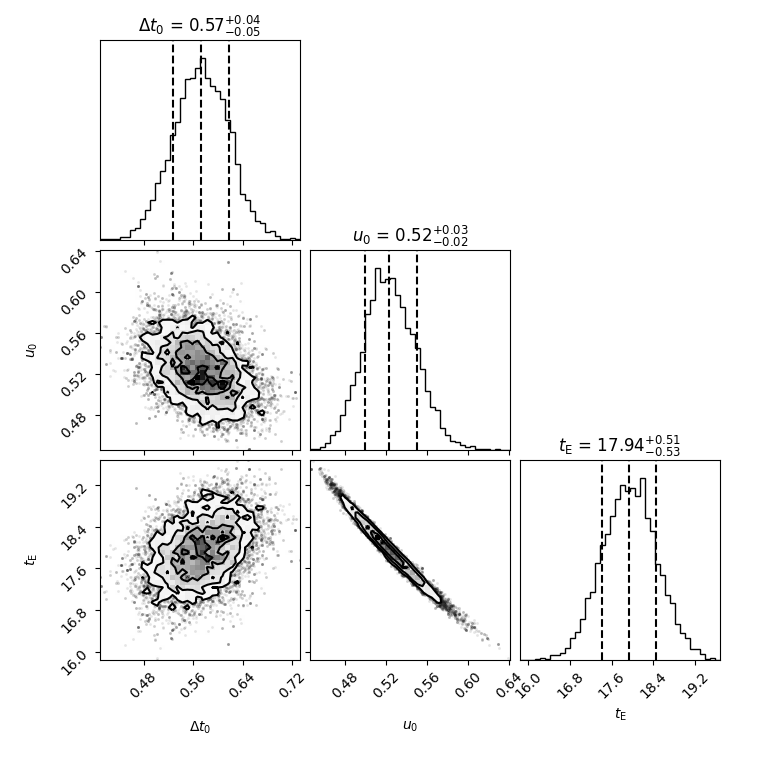 Δt₀ = 0.57⁺⁰·⁰⁴₋₀.₀₅
u₀ = 0.52⁺⁰·⁰³₋₀.₀₂
0.64
0.60
0.56
0.52
0.48
u₀
t_E = 17.94⁺⁰·⁵¹₋₀.₅₃
19.2
18.4
17.6
16.8
16.0
t_E
0.48 0.56 0.64 0.72
Δt₀
0.48 0.52 0.56 0.60 0.64
u₀
16.0 16.8 17.6 18.4 19.2
t_E